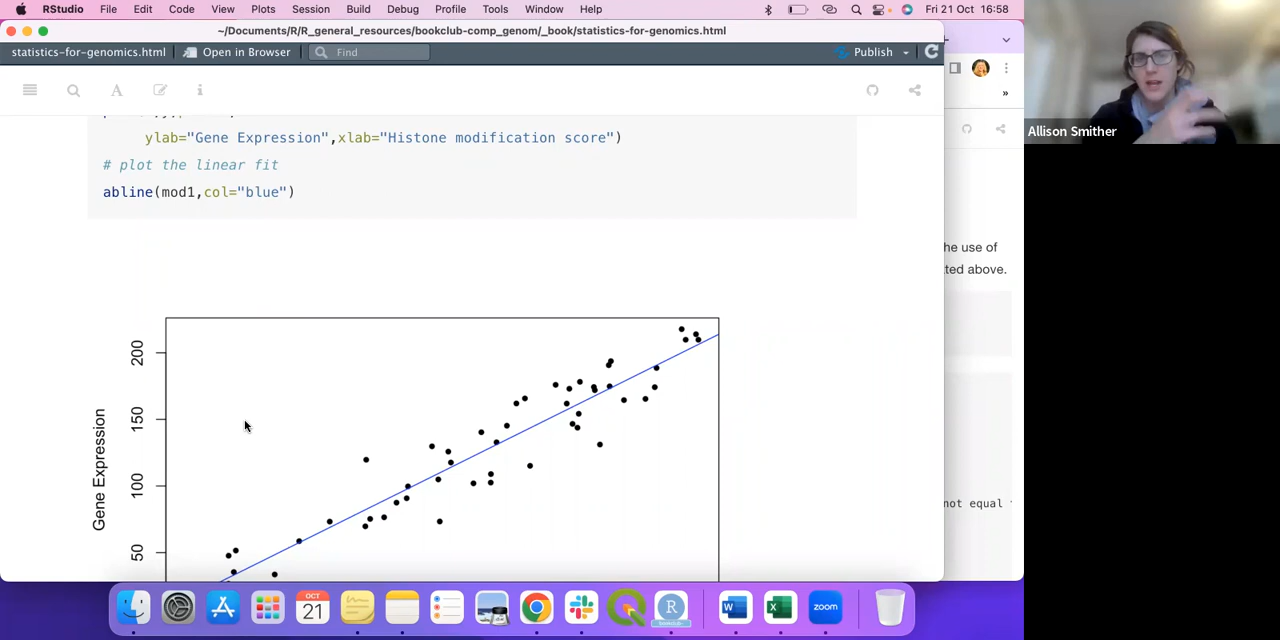 RStudio File Edit Code View Plots Session Build Debug Profile Tools Window Help Fri 21 Oct 16:58
~/Documents/R/R_general_resources/bookclub-comp_genom/_book/statistics-for-genomics.html
statistics-for-genomics.html Open in Browser Find Publish
ylab="Gene Expression",xlab="Histone modification score")
# plot the linear fit
abline(mod1,col="blue")
he use of
ted above.
not equal
200
150
100
50
Gene Expression
Allison Smither
OCT
21
W
X
zoom
R